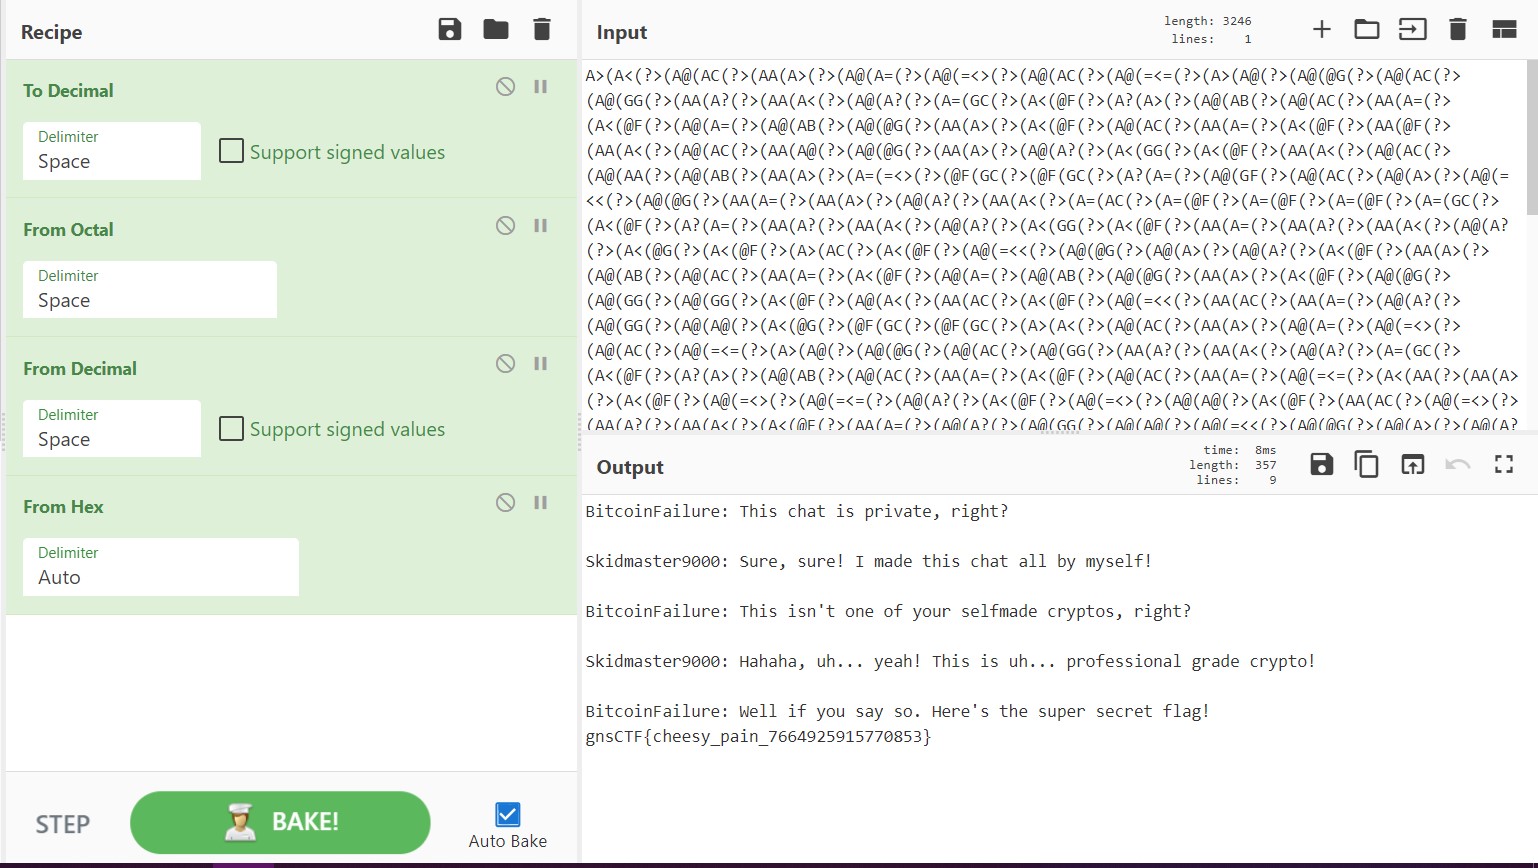 Recipe
To Decimal
Delimiter
Space
Support signed values
From Octal
Delimiter
Space
From Decimal
Delimiter
Space
Support signed values
From Hex
Delimiter
Auto
STEP
BAKE!
Auto Bake
Input
length: 3246
lines: 1
A>(A<(?>(A@(AC(?>(AA(A>(?>(A@(A=(?>(A@(=<>(?>(A@(AC(?>(A@(=<=(?>(A>(A@(?>(A@(@G(?>(A@(AC(?>
(A@(GG(?>(AA(A?(?>(AA(A<(?>(A@(A?(?>(A=(GC(?>(A<(@F(?>(A?(A>(?>(A@(AB(?>(A@(AC(?>(AA(A=(?>
(A<(@F(?>(A@(A=(?>(A@(AB(?>(A@(@G(?>(AA(A>(?>(A<(@F(?>(A@(AC(?>(AA(A=(?>(A<(@F(?>(AA(@F(?>
(AA(A<(?>(A@(AC(?>(AA(A@(?>(A@(@G(?>(AA(A>(?>(A@(A?(?>(A<(GG(?>(A<(@F(?>(AA(A<(?>(A@(AC(?>
(A@(AA(?>(A@(AB(?>(AA(A>(?>(A=(=<>(?>(@F(GC(?>(@F(GC(?>(A?(A=(?>(A@(GF(?>(A@(AC(?>(A@(A>(?>(A@(=
<<(?>(A@(@G(?>(AA(A=(?>(AA(A>(?>(A@(A?(?>(AA(A<(?>(A=(AC(?>(A=(@F(?>(A=(@F(?>(A=(@F(?>(A=(GC(?>
(A<(@F(?>(A?(A=(?>(AA(A?(?>(AA(A<(?>(A@(A?(?>(A<(GG(?>(A<(@F(?>(AA(A=(?>(AA(A?(?>(AA(A<(?>(A@(A?
(?>(A<(@G(?>(A<(@F(?>(A>(AC(?>(A<(@F(?>(A@(=<<(?>(A@(@G(?>(A@(A>(?>(A@(A?(?>(A<(@F(?>(AA(A>(?>
(A@(AB(?>(A@(AC(?>(AA(A=(?>(A<(@F(?>(A@(A=(?>(A@(AB(?>(A@(@G(?>(AA(A>(?>(A<(@F(?>(A@(@G(?>
(A@(GG(?>(A@(GG(?>(A<(@F(?>(A@(A<(?>(AA(AC(?>(A<(@F(?>(A@(=<<(?>(AA(AC(?>(AA(A=(?>(A@(A?(?>
(A@(GG(?>(A@(A@(?>(A<(@G(?>(@F(GC(?>(@F(GC(?>(A>(A<(?>(A@(AC(?>(AA(A>(?>(A@(A=(?>(A@(=<>(?>
(A@(AC(?>(A@(=<=(?>(A>(A@(?>(A@(@G(?>(A@(AC(?>(A@(GG(?>(AA(A?(?>(AA(A<(?>(A@(A?(?>(A=(GC(?>
(A<(@F(?>(A?(A>(?>(A@(AB(?>(A@(AC(?>(AA(A=(?>(A<(@F(?>(A@(AC(?>(AA(A=(?>(A@(=<=(?>(A<(AA(?>(AA(A>
(?>(A<(@F(?>(A@(=<>(?>(A@(=<=(?>(A@(A?(?>(A<(@F(?>(A@(=<>(?>(A@(A@(?>(A<(@F(?>(AA(AC(?>(A@(=<>(?>
(AA(A?(?>(AA(A<(?>(A<(@F(?>(AA(A=(?>(A@(A?(?>(A@(GG(?>(A@(A@(?>(A@(=<<(?>(A@(@G(?>(A@(A>(?>(A@(A?
Output
time: 8ms
length: 357
lines: 9
BitcoinFailure: This chat is private, right?
Skidmaster9000: Sure, sure! I made this chat all by myself!
BitcoinFailure: This isn't one of your selfmade cryptos, right?
Skidmaster9000: Hahaha, uh... yeah! This is uh... professional grade crypto!
BitcoinFailure: Well if you say so. Here's the super secret flag!
gnsCTF{cheesy_pain_7664925915770853}